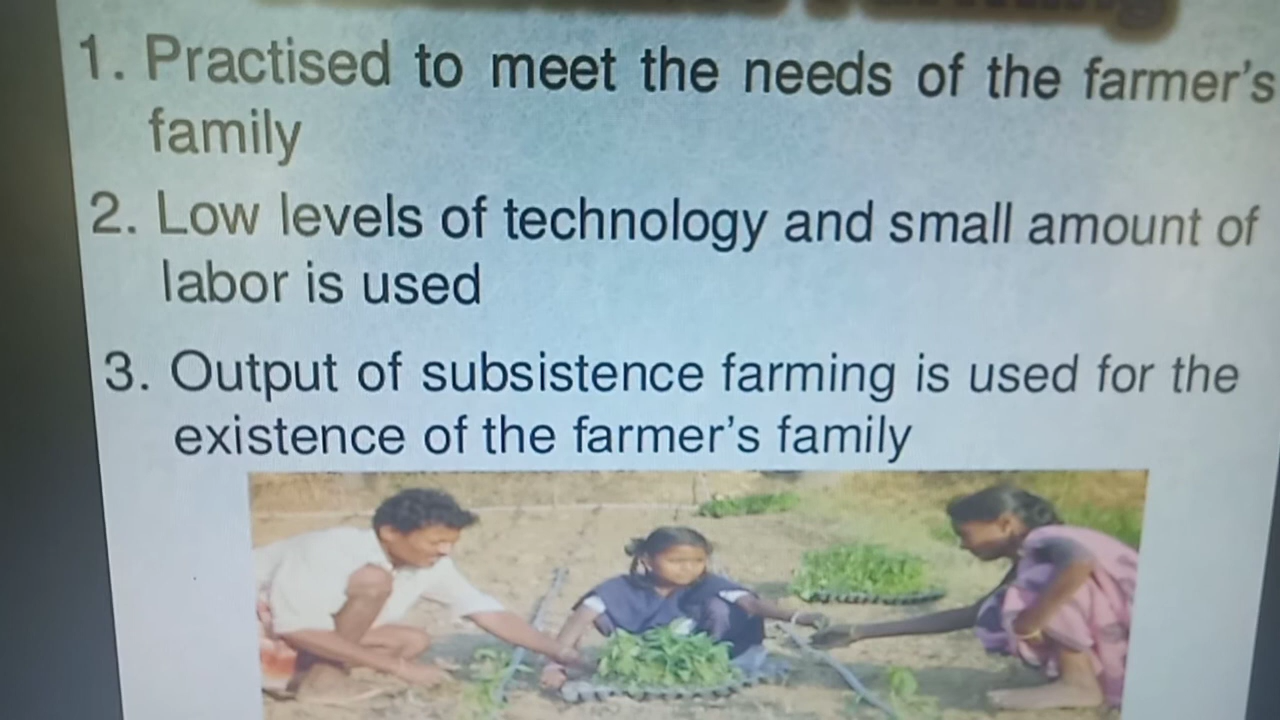 1. Practised to meet the needs of the farmer's
family
2. Low levels of technology and small amount of
labor is used
3. Output of subsistence farming is used for the
existence of the farmer's family